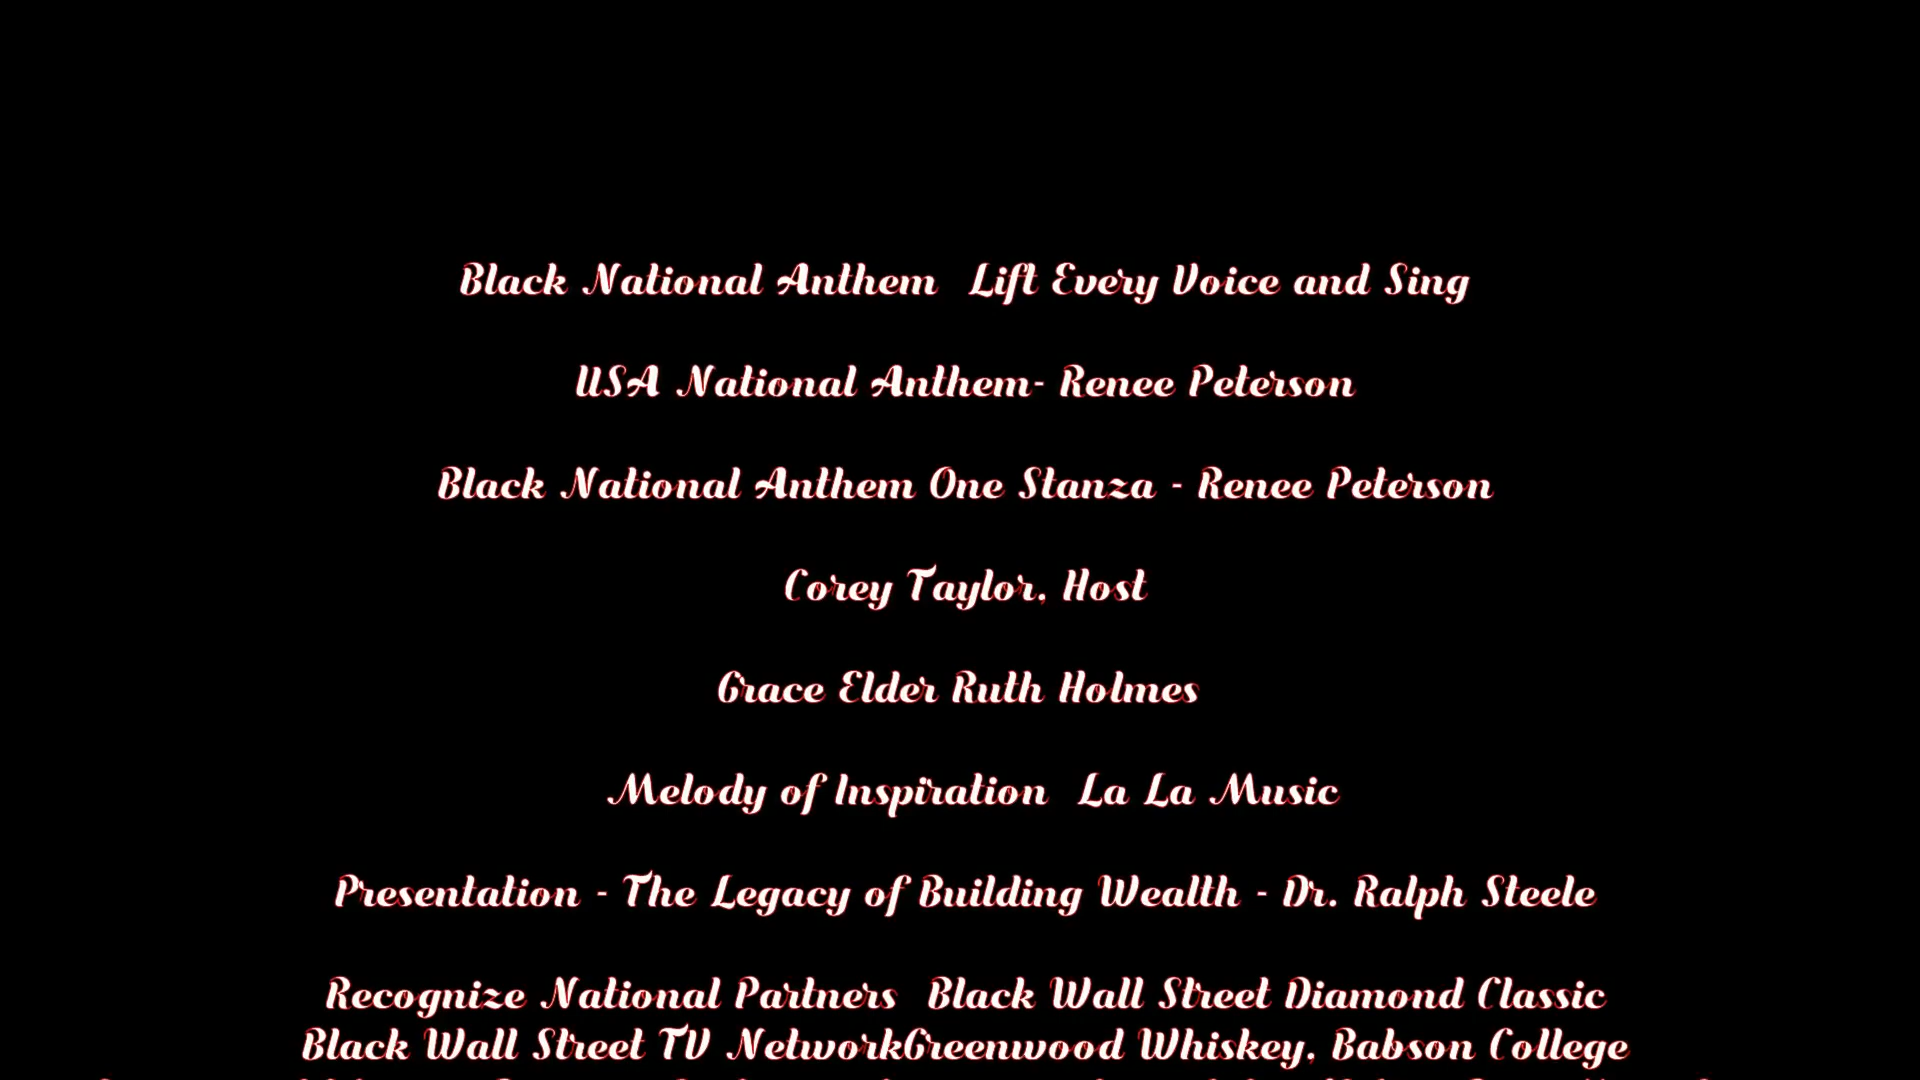 Black National Anthem  Lift Every Voice and Sing
USA National Anthem- Renee Peterson
Black National Anthem One Stanza - Renee Peterson
Corey Taylor, Host
Grace Elder Ruth Holmes
Melody of Inspiration  La La Music
Presentation - The Legacy of Building Wealth - Dr. Ralph Steele
Recognize National Partners  Black Wall Street Diamond Classic
Black Wall Street TV NetworkGreenwood Whiskey, Babson College